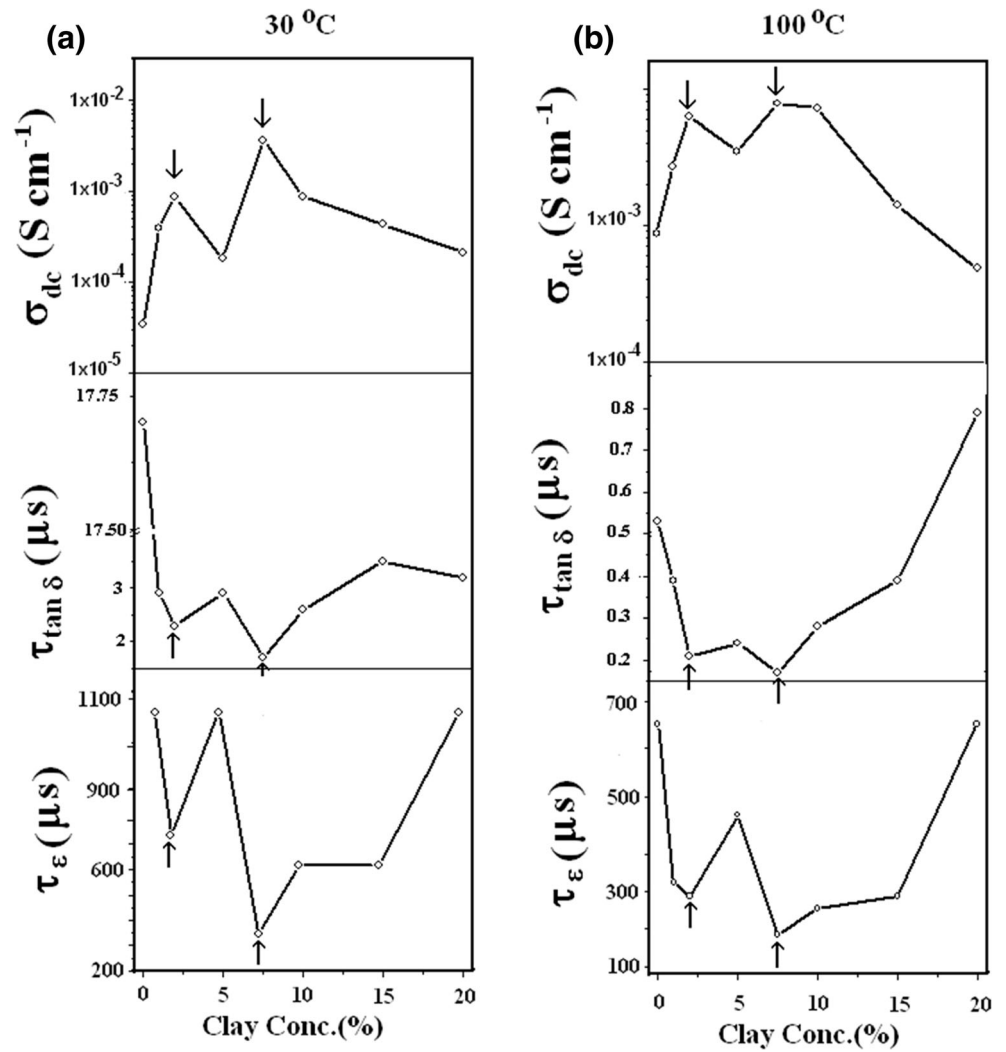 (a) 30 °C
σdc (S cm-1)
1x10-2
1x10-3
1x10-4
1x10-5
τtan δ (μs)
17.75
17.50
3
2
τε (μs)
1100
900
600
200
0 5 10 15 20
Clay Conc.(%)
(b) 100 °C
σdc (S cm-1)
1x10-3
1x10-4
τtan δ (μs)
0.8
0.7
0.6
0.5
0.4
0.3
0.2
τε (μs)
700
500
300
100
0 5 10 15 20
Clay Conc.(%)